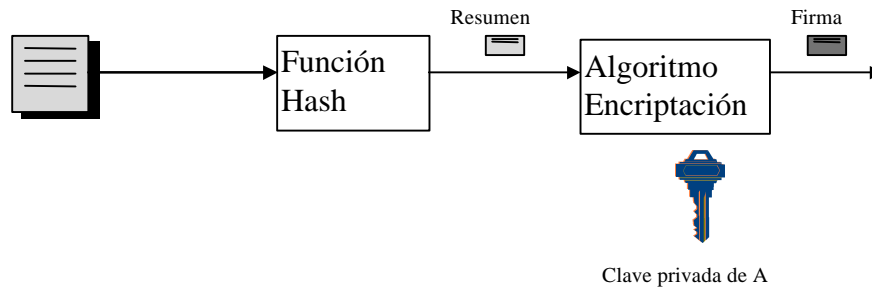 Resumen
Firma
Función
Hash
Algoritmo
Encriptación
Clave privada de A